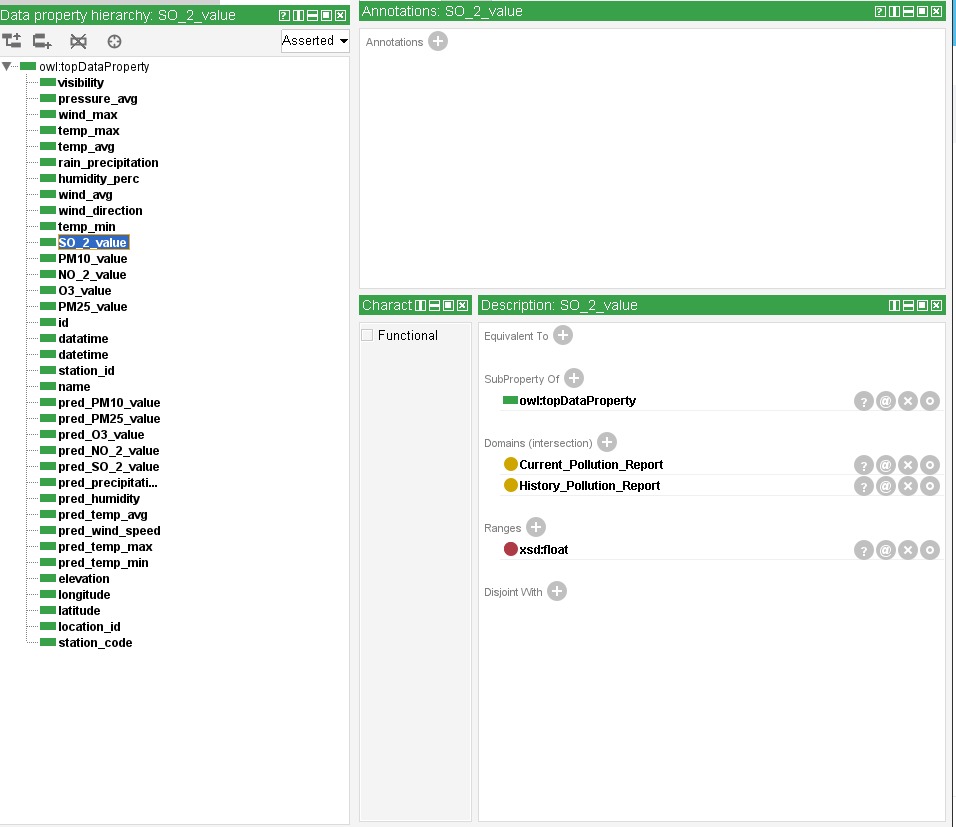 Data property hierarchy: SO_2_value
Asserted
owl:topDataProperty
visibility
pressure_avg
wind_max
temp_max
temp_avg
rain_precipitation
humidity_perc
wind_avg
wind_direction
temp_min
SO_2_value
PM10_value
NO_2_value
O3_value
PM25_value
id
datatime
datetime
station_id
name
pred_PM10_value
pred_PM25_value
pred_O3_value
pred_NO_2_value
pred_SO_2_value
pred_precipitati...
pred_humidity
pred_temp_avg
pred_wind_speed
pred_temp_max
pred_temp_min
elevation
longitude
latitude
location_id
station_code
Annotations: SO_2_value
Annotations
Charact
Functional
Description: SO_2_value
Equivalent To
SubProperty Of
owl:topDataProperty
Domains (intersection)
Current_Pollution_Report
History_Pollution_Report
Ranges
xsd:float
Disjoint With